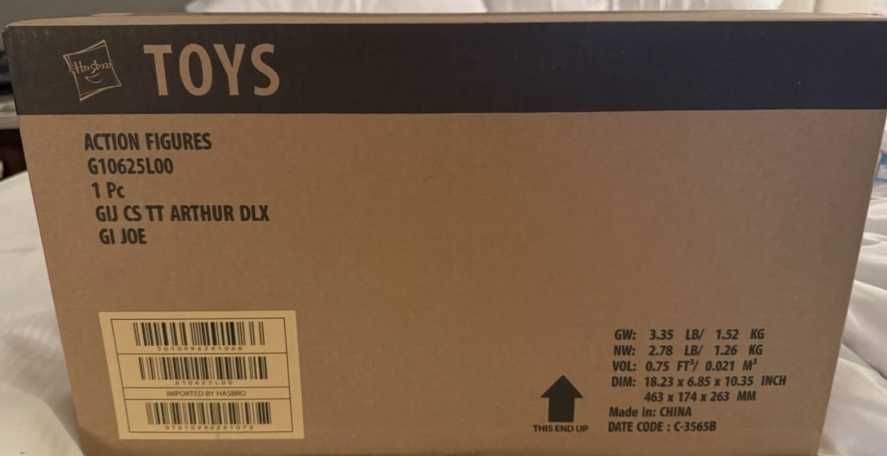 Hasbro
TOYS
ACTION FIGURES
G10625L00
1 Pc
GIJ CS TT ARTHUR DLX
GI JOE
G10625L00
IMPORTED BY HASBRO
THIS END UP
GW: 3.35 LB/ 1.52 KG
NW: 2.78 LB/ 1.26 KG
VOL: 0.75 FT³/ 0.021 M³
DIM: 18.23 x 6.85 x 10.35 INCH
463 x 174 x 263 MM
Made in: CHINA
DATE CODE : C-3565B